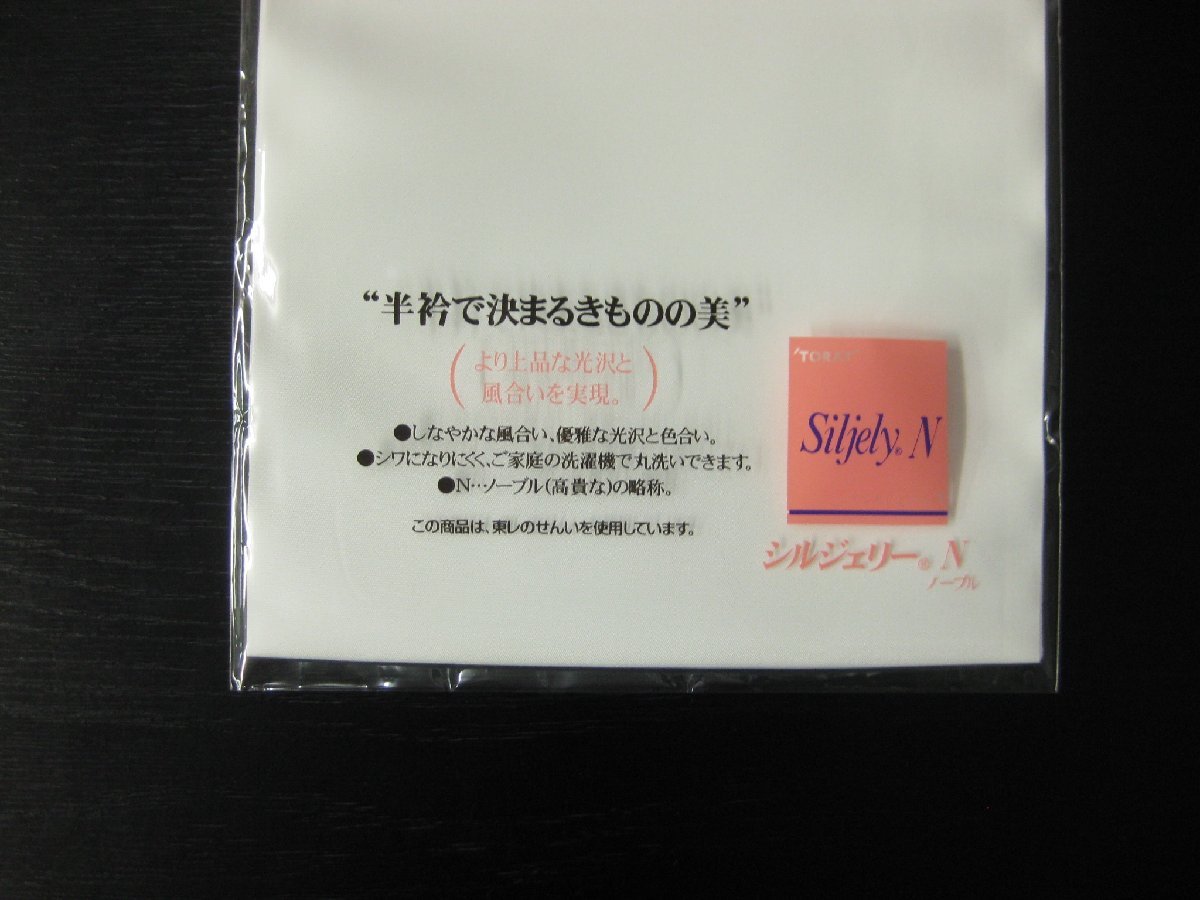 “半衿で決まるきものの美”
(より上品な光沢と
風合いを実現。)
●しなやかな風合い、優雅な光沢と色合い。
●シワになりにくく、ご家庭の洗濯機で丸洗いできます。
●N…ノーブル(高貴な)の略称。
この商品は、東レのせんいを使用しています。
'TORAY'
Siljely® N
シルジェリー® N
ノーブル